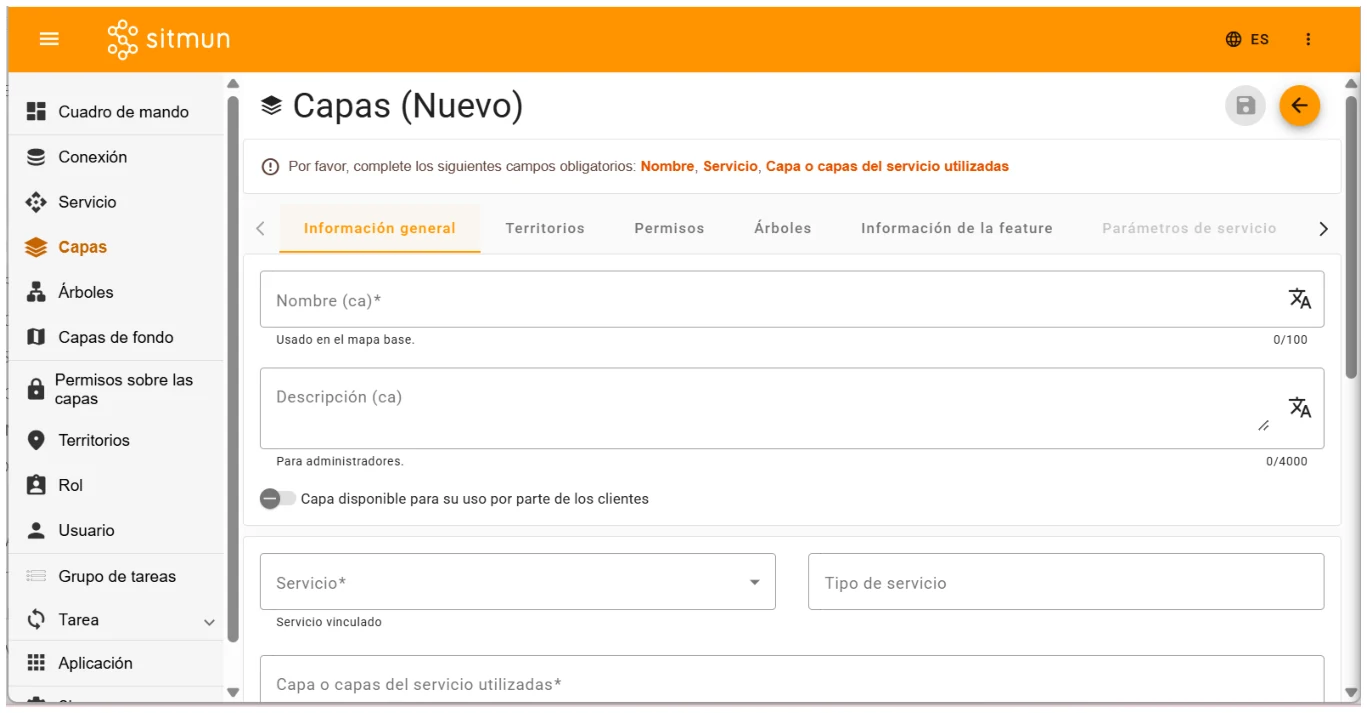 sitmun
ES
Cuadro de mando
Conexión
Servicio
Capas
Árboles
Capas de fondo
Permisos sobre las
capas
Territorios
Rol
Usuario
Grupo de tareas
Tarea
Aplicación
Capas (Nuevo)
Por favor, complete los siguientes campos obligatorios: Nombre, Servicio, Capa o capas del servicio utilizadas
Información general Territorios Permisos Árboles Información de la feature Parámetros de servicio
Nombre (ca)*
Usado en el mapa base. 0/100
Descripción (ca)
Para administradores. 0/4000
Capa disponible para su uso por parte de los clientes
Servicio* Tipo de servicio
Servicio vinculado
Capa o capas del servicio utilizadas*